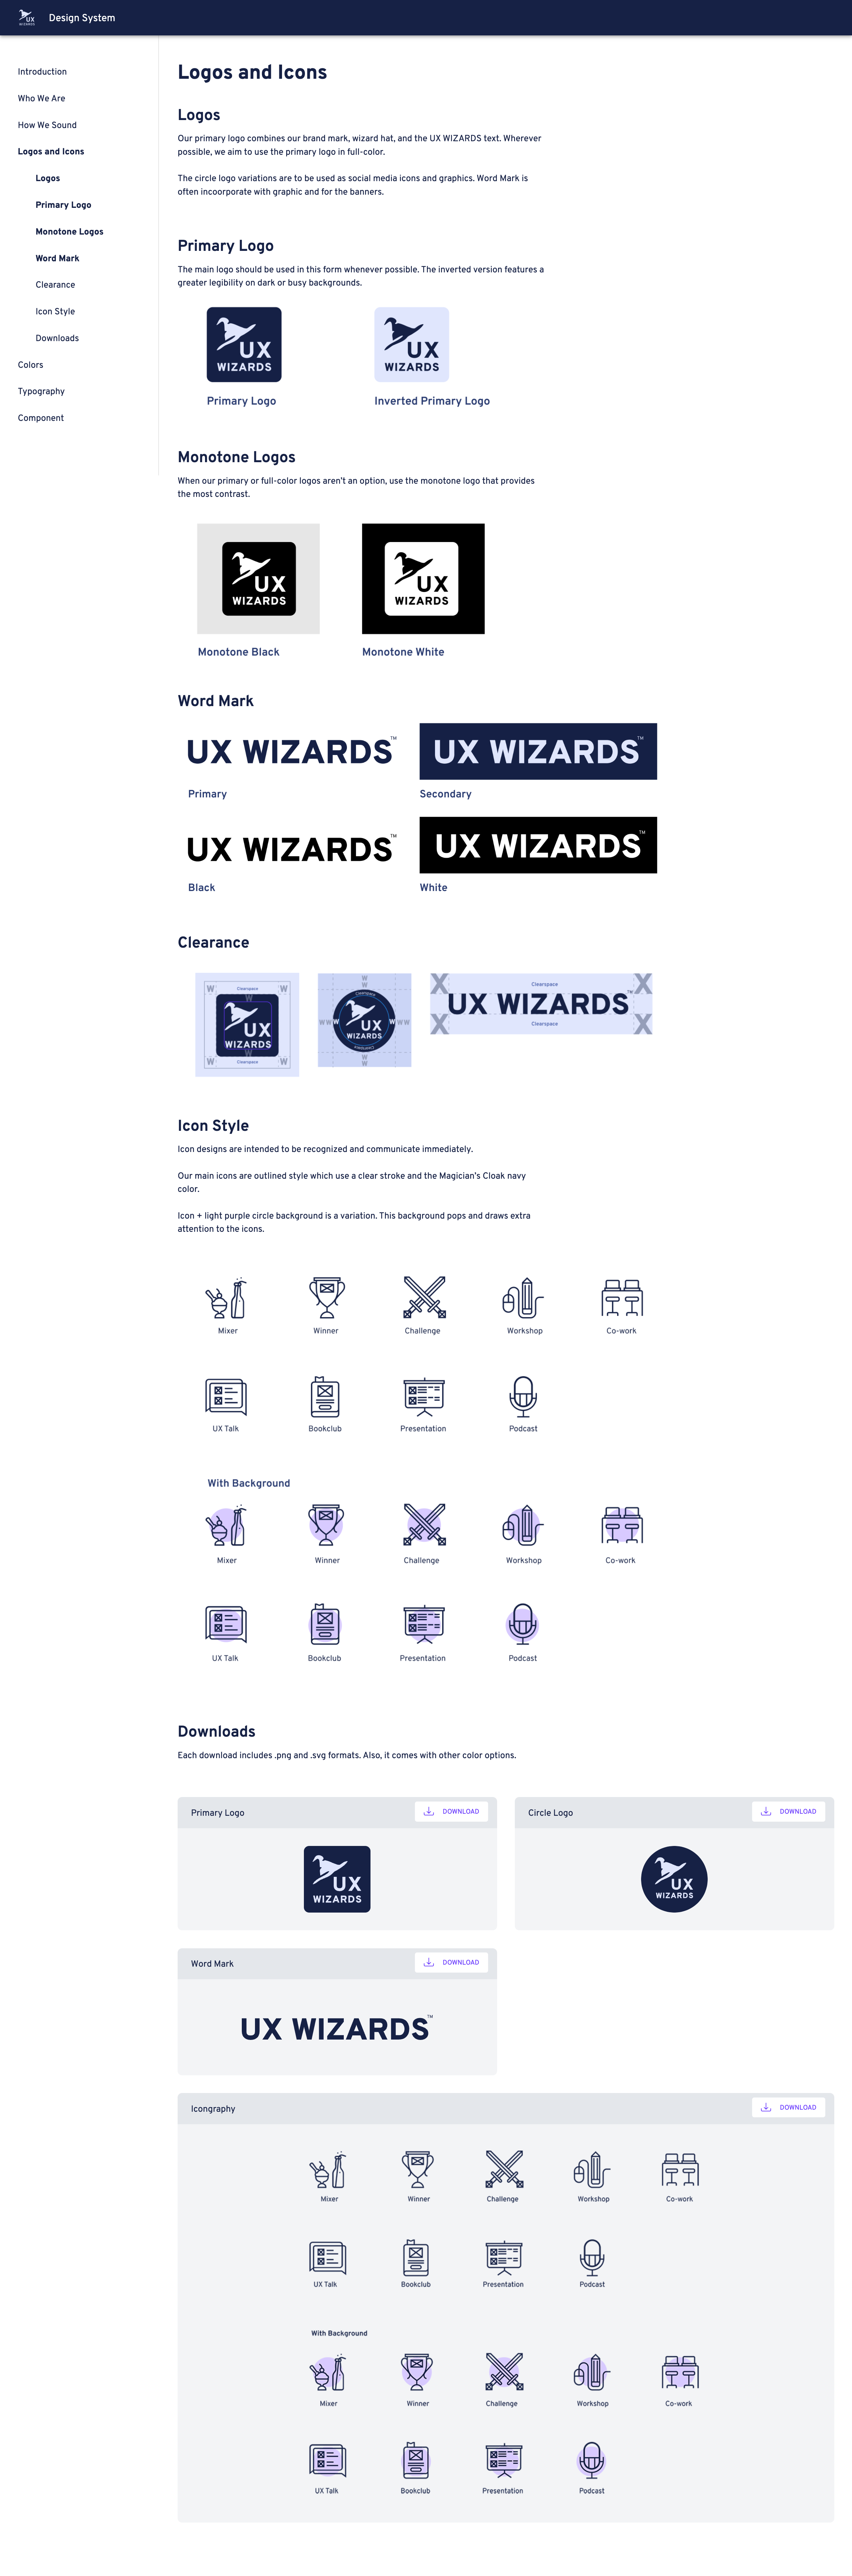 UX
WIZARDS
Design System
Introduction
Who We Are
How We Sound
Logos and Icons
Logos
Primary Logo
Monotone Logos
Word Mark
Clearance
Icon Style
Downloads
Colors
Typography
Component
Logos and Icons
Logos
Our primary logo combines our brand mark, wizard hat, and the UX WIZARDS text. Wherever
possible, we aim to use the primary logo in full-color.
The circle logo variations are to be used as social media icons and graphics. Word Mark is
often incoorporate with graphic and for the banners.
Primary Logo
The main logo should be used in this form whenever possible. The inverted version features a
greater legibility on dark or busy backgrounds.
UX
WIZARDS
UX
WIZARDS
Primary Logo
Inverted Primary Logo
Monotone Logos
When our primary or full-color logos aren't an option, use the monotone logo that provides
the most contrast.
UX
WIZARDS
UX
WIZARDS
Monotone Black
Monotone White
Word Mark
UX WIZARDS™
UX WIZARDS™
Primary
Secondary
UX WIZARDS™
UX WIZARDS™
Black
White
Clearance
W
Clearspace
W
W
UX
WIZARDS
W
Clearspace
W
W
W
Clearspace
W W W
UX
WIZARDS
W W W
Clearspace
W
W
X
Clearspace
X
UX WIZARDS™
X
Clearspace
X
Icon Style
Icon designs are intended to be recognized and communicate immediately.
Our main icons are outlined style which use a clear stroke and the Magician's Cloak navy
color.
Icon + light purple circle background is a variation. This background pops and draws extra
attention to the icons.
Mixer
Winner
Challenge
Workshop
Co-work
UX Talk
Bookclub
Presentation
Podcast
With Background
Mixer
Winner
Challenge
Workshop
Co-work
UX Talk
Bookclub
Presentation
Podcast
Downloads
Each download includes .png and .svg formats. Also, it comes with other color options.
Primary Logo
DOWNLOAD
UX
WIZARDS
Circle Logo
DOWNLOAD
UX
WIZARDS
Word Mark
DOWNLOAD
UX WIZARDS™
Icongraphy
DOWNLOAD
Mixer
Winner
Challenge
Workshop
Co-work
UX Talk
Bookclub
Presentation
Podcast
With Background
Mixer
Winner
Challenge
Workshop
Co-work
UX Talk
Bookclub
Presentation
Podcast